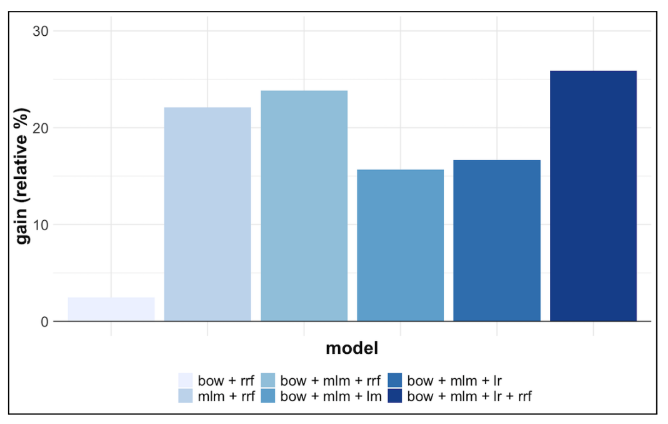 30
20
10
0
gain (relative %)
model
bow + rrf
bow + mlm + rrf
bow + mlm + lr
mlm + rrf
bow + mlm + lm
bow + mlm + lr + rrf